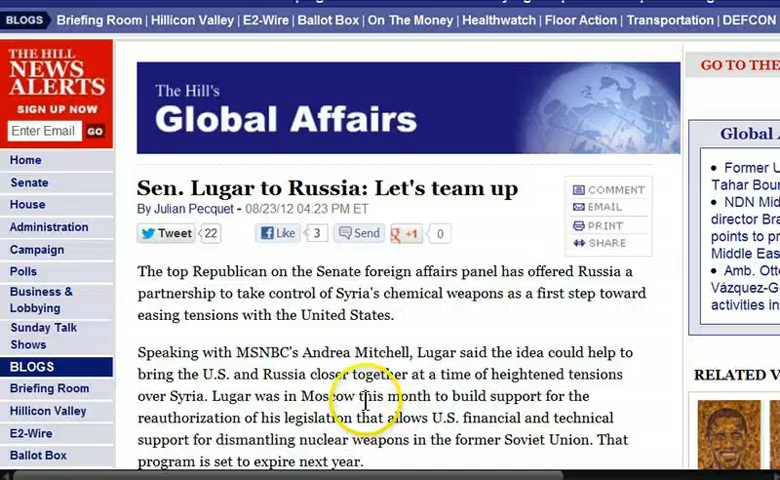 BLOGS Briefing Room | Hillicon Valley | E2-Wire | Ballot Box | On The Money | Healthwatch | Floor Action | Transportation | DEFCON
THE HILL
NEWS
ALERTS
SIGN UP NOW
Enter Email GO
Home
Senate
House
Administration
Campaign
Polls
Business &
Lobbying
Sunday Talk
Shows
BLOGS
Briefing Room
Hillicon Valley
E2-Wire
Ballot Box
The Hill's
Global Affairs
Sen. Lugar to Russia: Let's team up
By Julian Pecquet - 08/23/12 04:23 PM ET
Tweet 22 Like 3 Send +1 0
COMMENT
EMAIL
PRINT
SHARE
The top Republican on the Senate foreign affairs panel has offered Russia a
partnership to take control of Syria's chemical weapons as a first step toward
easing tensions with the United States.
Speaking with MSNBC's Andrea Mitchell, Lugar said the idea could help to
bring the U.S. and Russia closer together at a time of heightened tensions
over Syria. Lugar was in Moscow this month to build support for the
reauthorization of his legislation that allows U.S. financial and technical
support for dismantling nuclear weapons in the former Soviet Union. That
program is set to expire next year.
GO TO THE
Global
Former U
Tahar Bou
NDN Mid
director Bra
points to p
Middle Eas
Amb. Otto
Vázquez-G
activities in
RELATED V